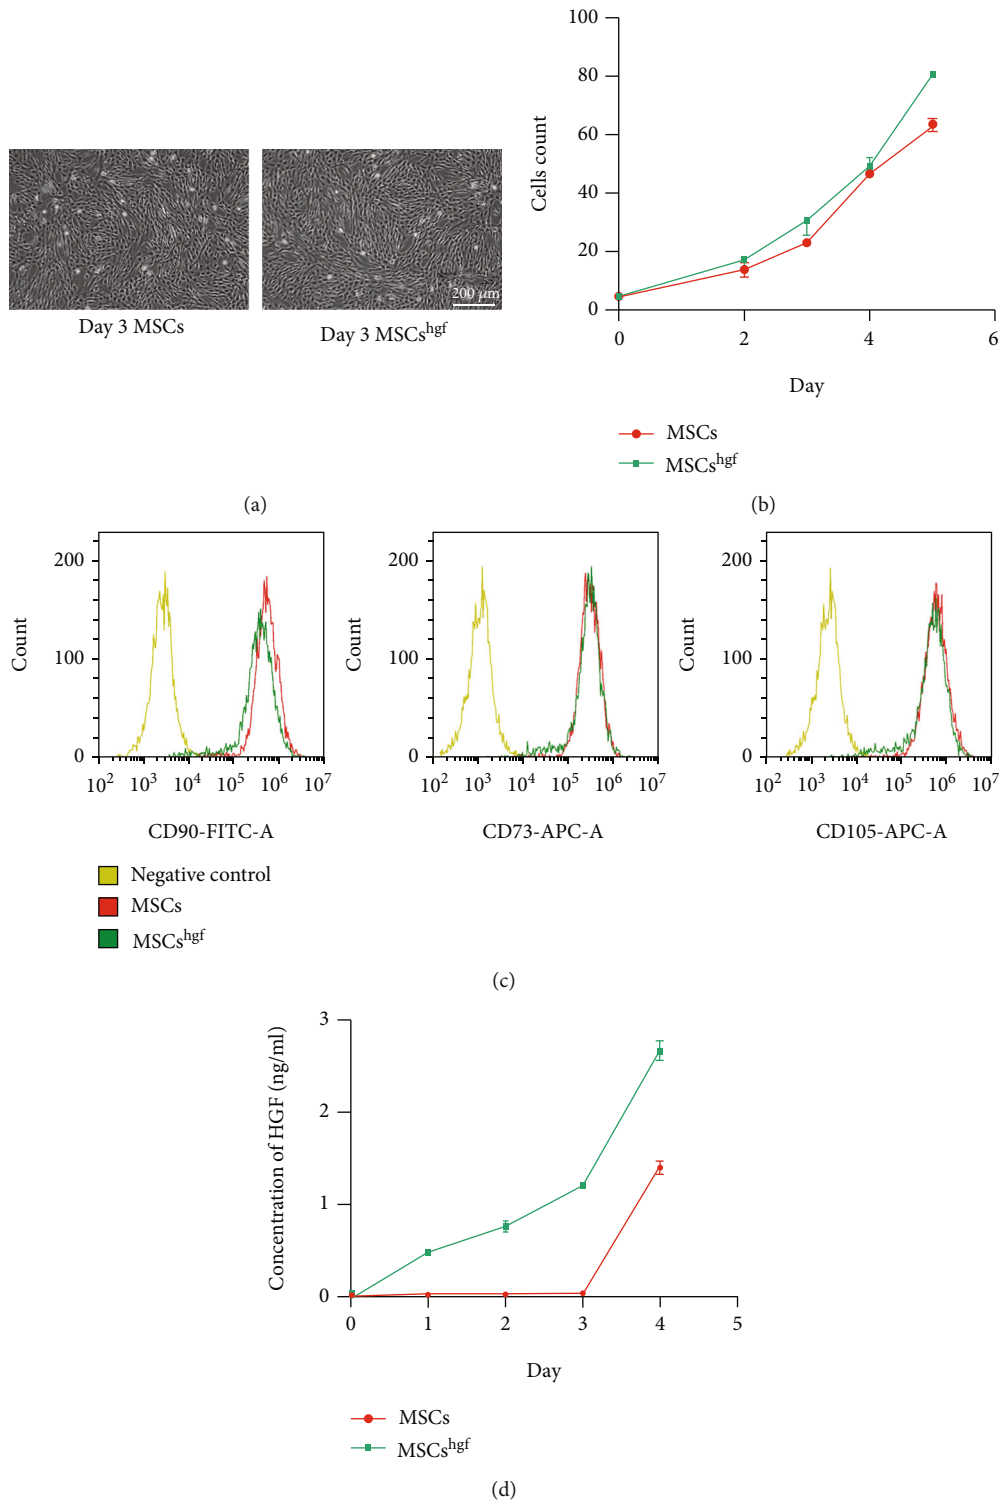 200 μm
Day 3 MSCs
Day 3 MSCs^hgf
(a)
100
80
60
40
20
0
Cells count
0 2 4 6
Day
MSCs
MSCs^hgf
(b)
200
100
0
Count
10^2 10^3 10^4 10^5 10^6 10^7
CD90-FITC-A
200
100
0
Count
10^2 10^3 10^4 10^5 10^6 10^7
CD73-APC-A
200
100
0
Count
10^2 10^3 10^4 10^5 10^6 10^7
CD105-APC-A
Negative control
MSCs
MSCs^hgf
(c)
3
2
1
0
Concentration of HGF (ng/ml)
0 1 2 3 4 5
Day
MSCs
MSCs^hgf
(d)